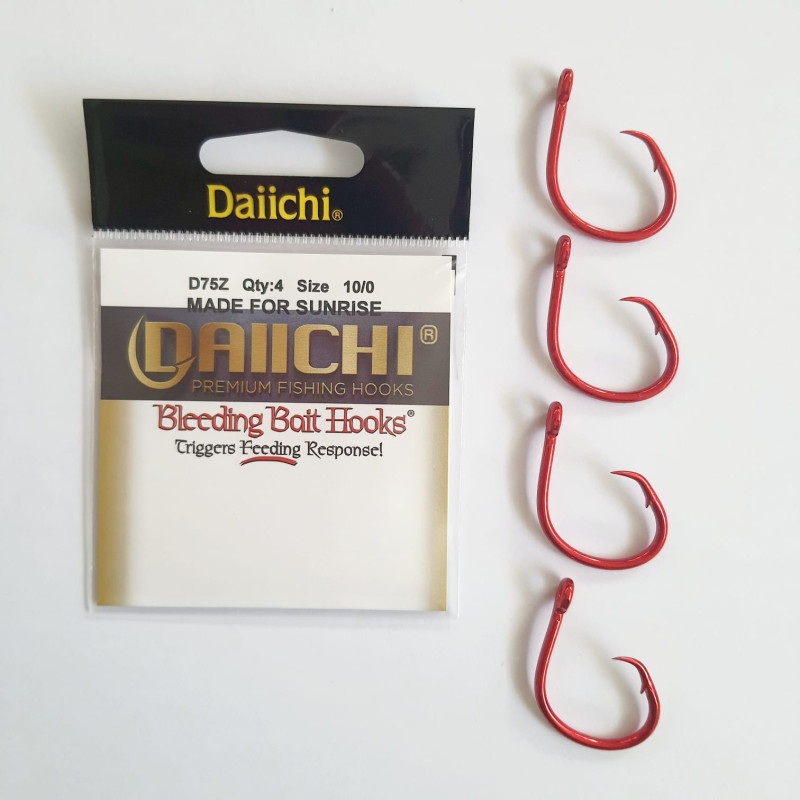 Daiichi®
D75Z Qty:4 Size 10/0
MADE FOR SUNRISE
DAIICHI®
PREMIUM FISHING HOOKS
Bleeding Bait Hooks®
Triggers Feeding Response!